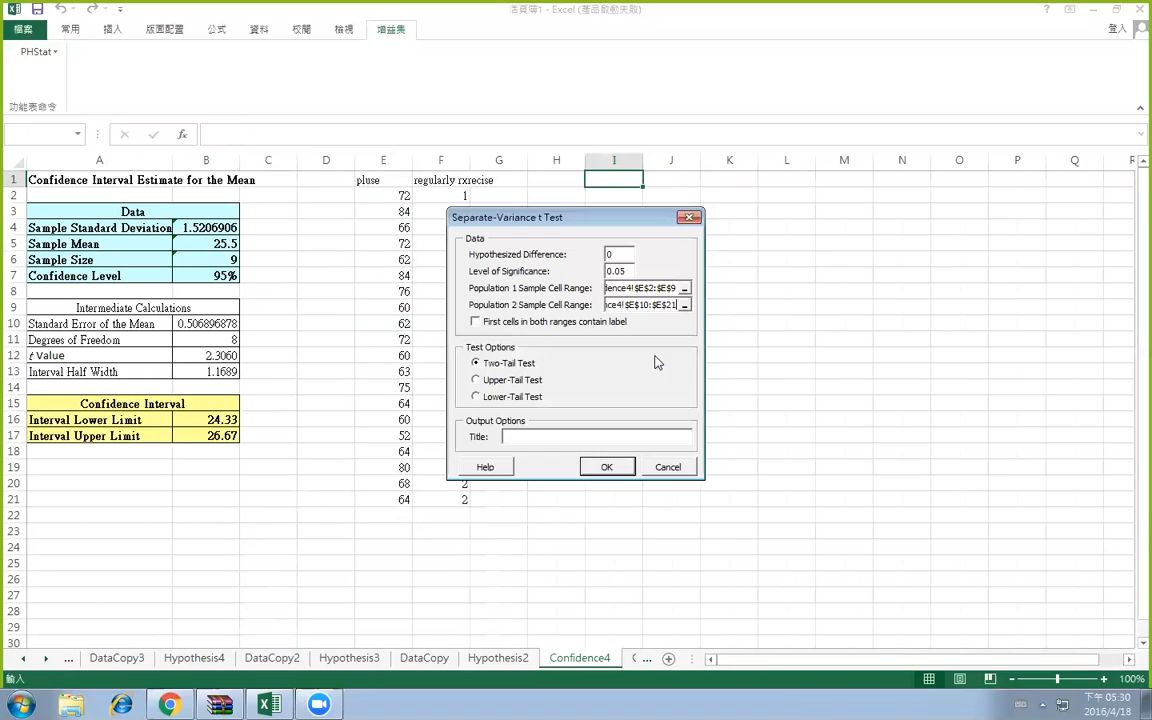 活頁簿1 - Excel (產品啟動失敗)
檔案 常用 插入 版面配置 公式 資料 校閱 檢視 增益集 登入
PHStat
功能表命令
fx
A B C D E F G H I J K L M N O P Q R
1 Confidence Interval Estimate for the Mean pluse regularly rxrecise
2 72 1
3 Data 84
4 Sample Standard Deviation 1.5206906 66
5 Sample Mean 25.5 72
6 Sample Size 9 62
7 Confidence Level 95% 84
8 76
9 Intermediate Calculations 60
10 Standard Error of the Mean 0.506896878 62
11 Degrees of Freedom 8 72
12 t Value 2.3060 60
13 Interval Half Width 1.1689 63
14 75
15 Confidence Interval 64
16 Interval Lower Limit 24.33 60
17 Interval Upper Limit 26.67 52
18 64
19 80
20 68 2
21 64 2
22
23
24
25
26
27
28
29
30
Separate-Variance t Test
Data
Hypothesized Difference: 0
Level of Significance: 0.05
Population 1 Sample Cell Range: fence4!$E$2:$E$9
Population 2 Sample Cell Range: nce4!$E$10:$E$21
First cells in both ranges contain label
Test Options
Two-Tail Test
Upper-Tail Test
Lower-Tail Test
Output Options
Title:
Help OK Cancel
... DataCopy3 Hypothesis4 DataCopy2 Hypothesis3 DataCopy Hypothesis2 Confidence4 ...
輸入 100%
下午 05:30
2016/4/18